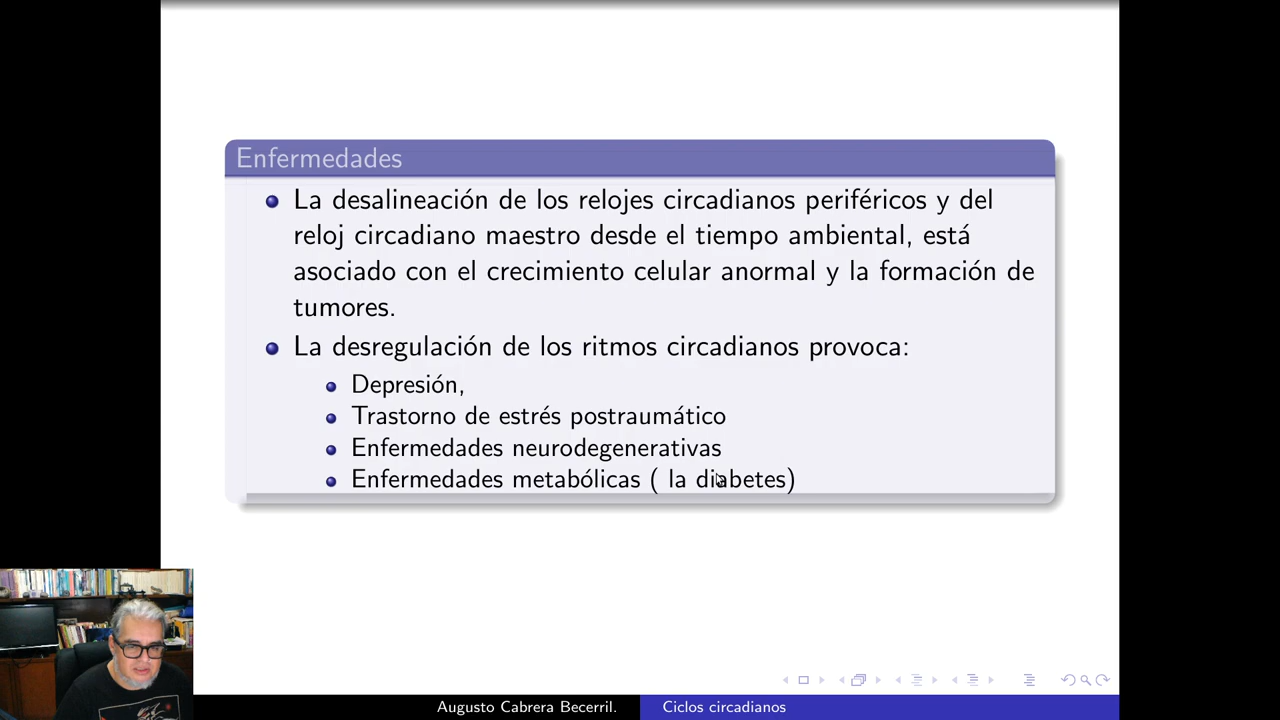 Enfermedades
La desalineación de los relojes circadianos periféricos y del
reloj circadiano maestro desde el tiempo ambiental, está
asociado con el crecimiento celular anormal y la formación de
tumores.
La desregulación de los ritmos circadianos provoca:
Depresión,
Trastorno de estrés postraumático
Enfermedades neurodegenerativas
Enfermedades metabólicas ( la diabetes)
Augusto Cabrera Becerril.
Ciclos circadianos